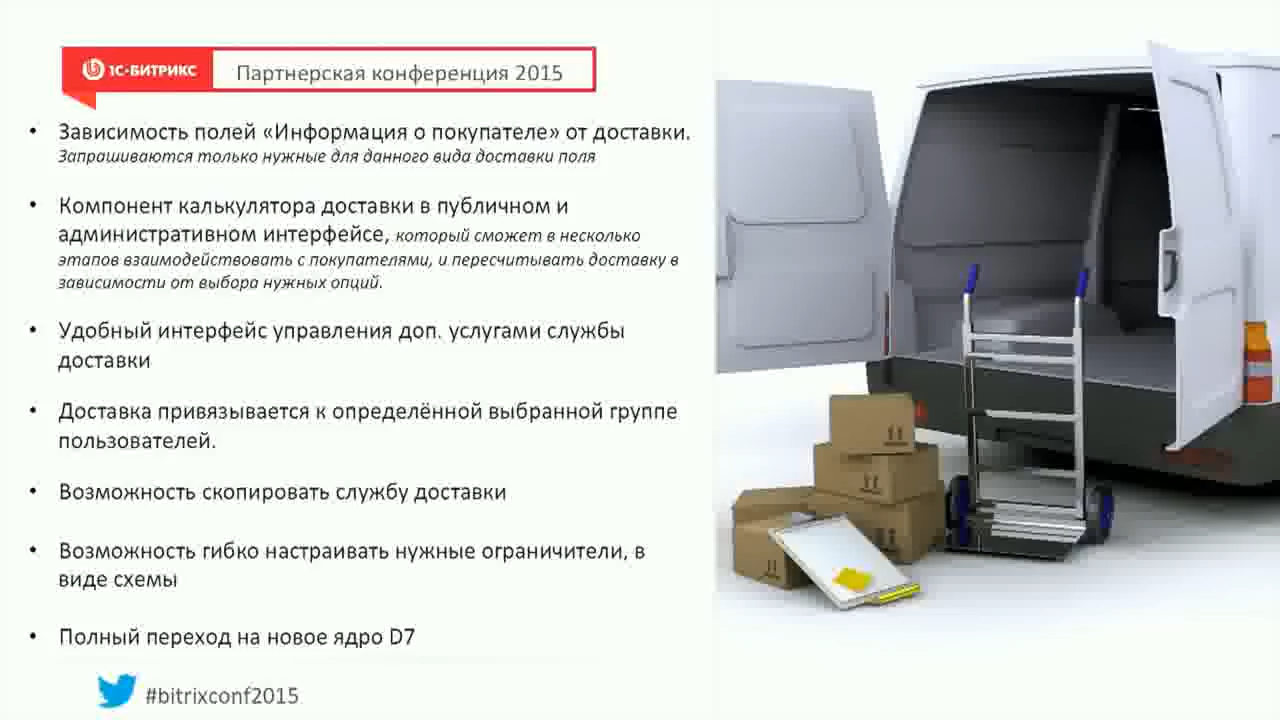 1С-БИТРИКС
Партнерская конференция 2015
• Зависимость полей «Информация о покупателе» от доставки.
Запрашиваются только нужные для данного вида доставки поля
• Компонент калькулятора доставки в публичном и
административном интерфейсе, который сможет в несколько
этапов взаимодействовать с покупателями, и пересчитывать доставку в
зависимости от выбора нужных опций.
• Удобный интерфейс управления доп. услугами службы
доставки
• Доставка привязывается к определённой выбранной группе
пользователей.
• Возможность скопировать службу доставки
• Возможность гибко настраивать нужные ограничители, в
виде схемы
• Полный переход на новое ядро D7
#bitrixconf2015